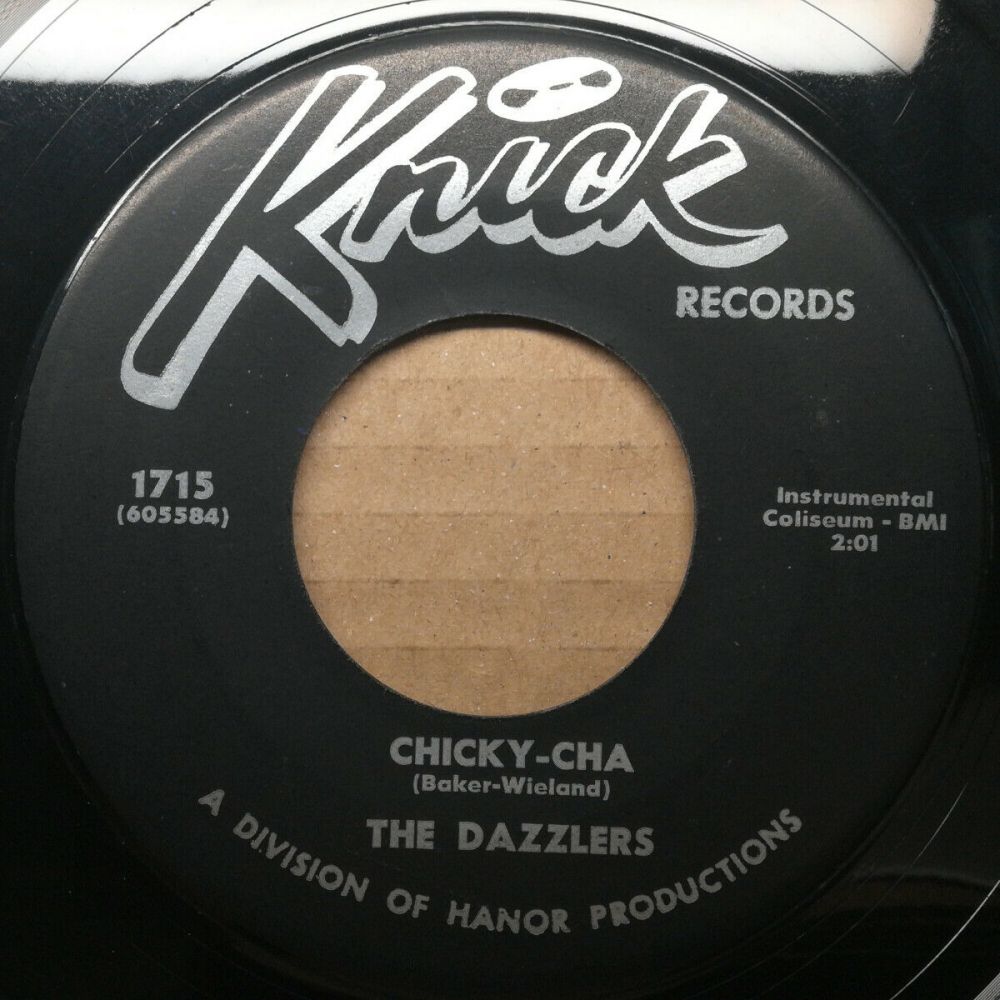 Knick
RECORDS
1715
(605584)
Instrumental
Coliseum - BMI
2:01
CHICKY-CHA
(Baker-Wieland)
THE DAZZLERS
A DIVISION OF HANOR PRODUCTIONS